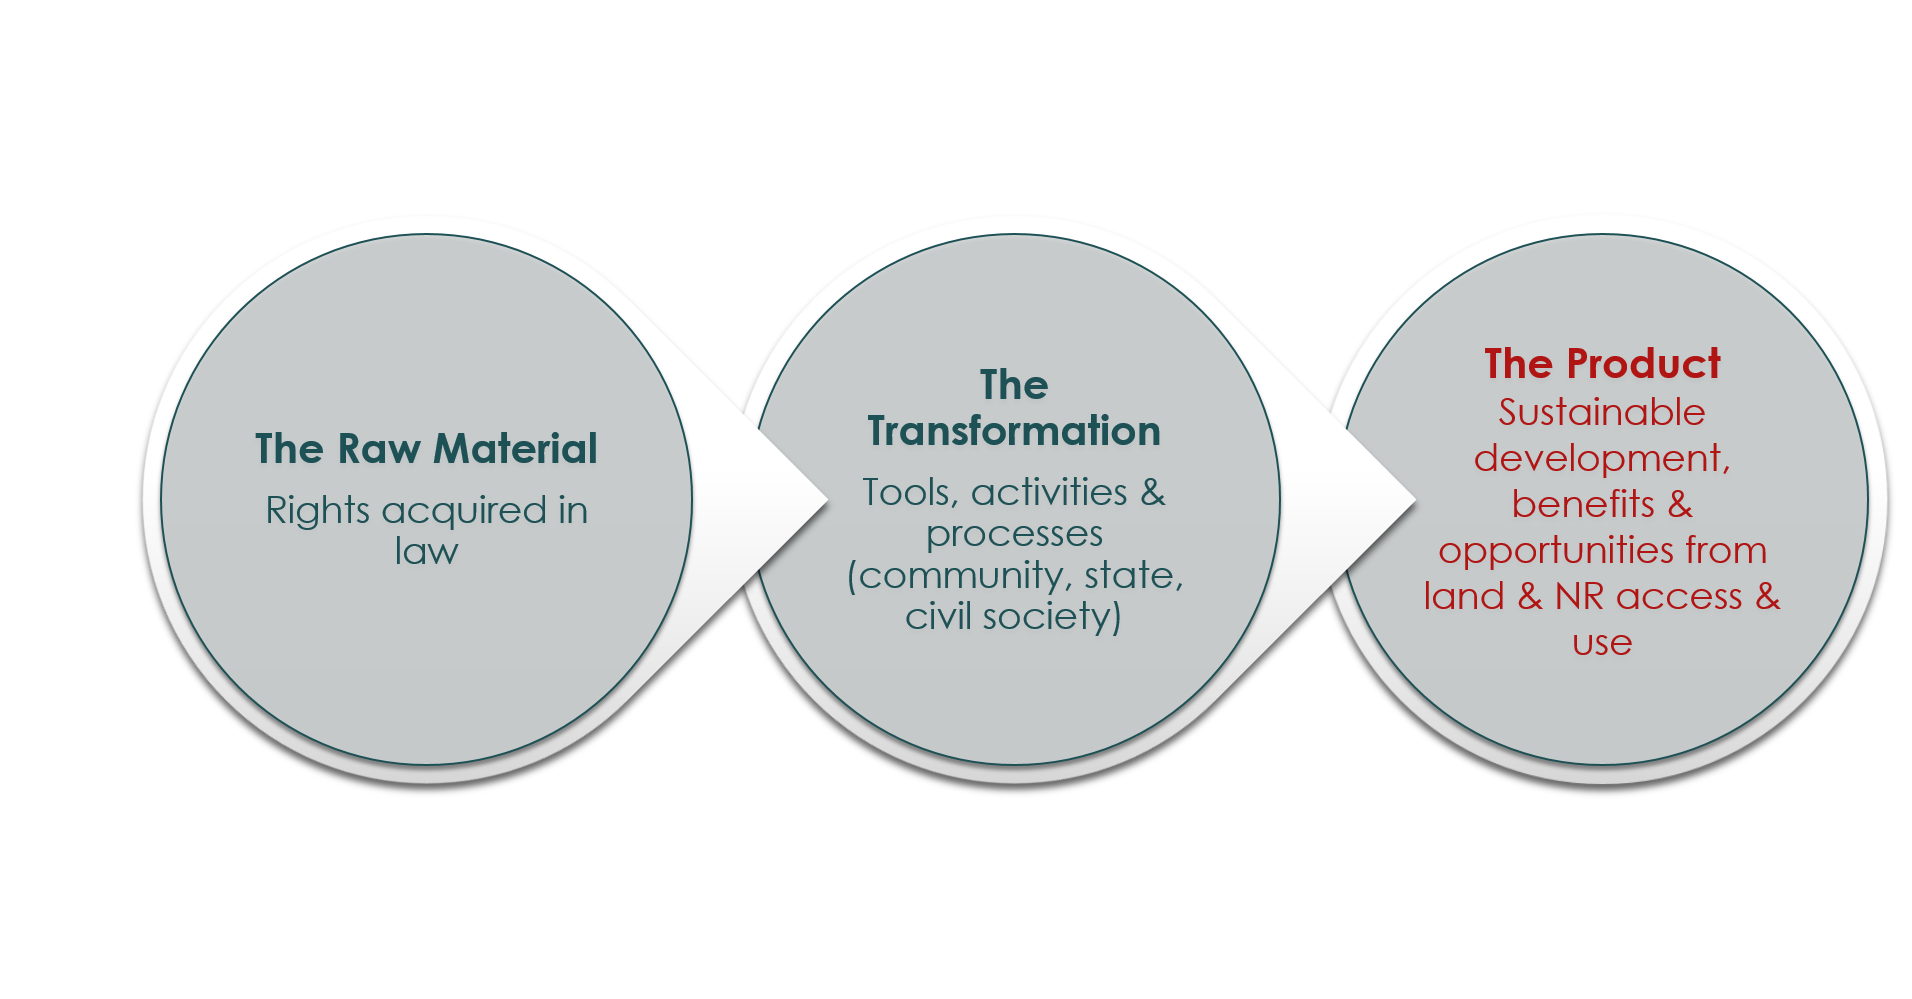 The Raw Material
Rights acquired in
law
The
Transformation
Tools, activities &
processes
(community, state,
civil society)
The Product
Sustainable
development,
benefits &
opportunities from
land & NR access &
use